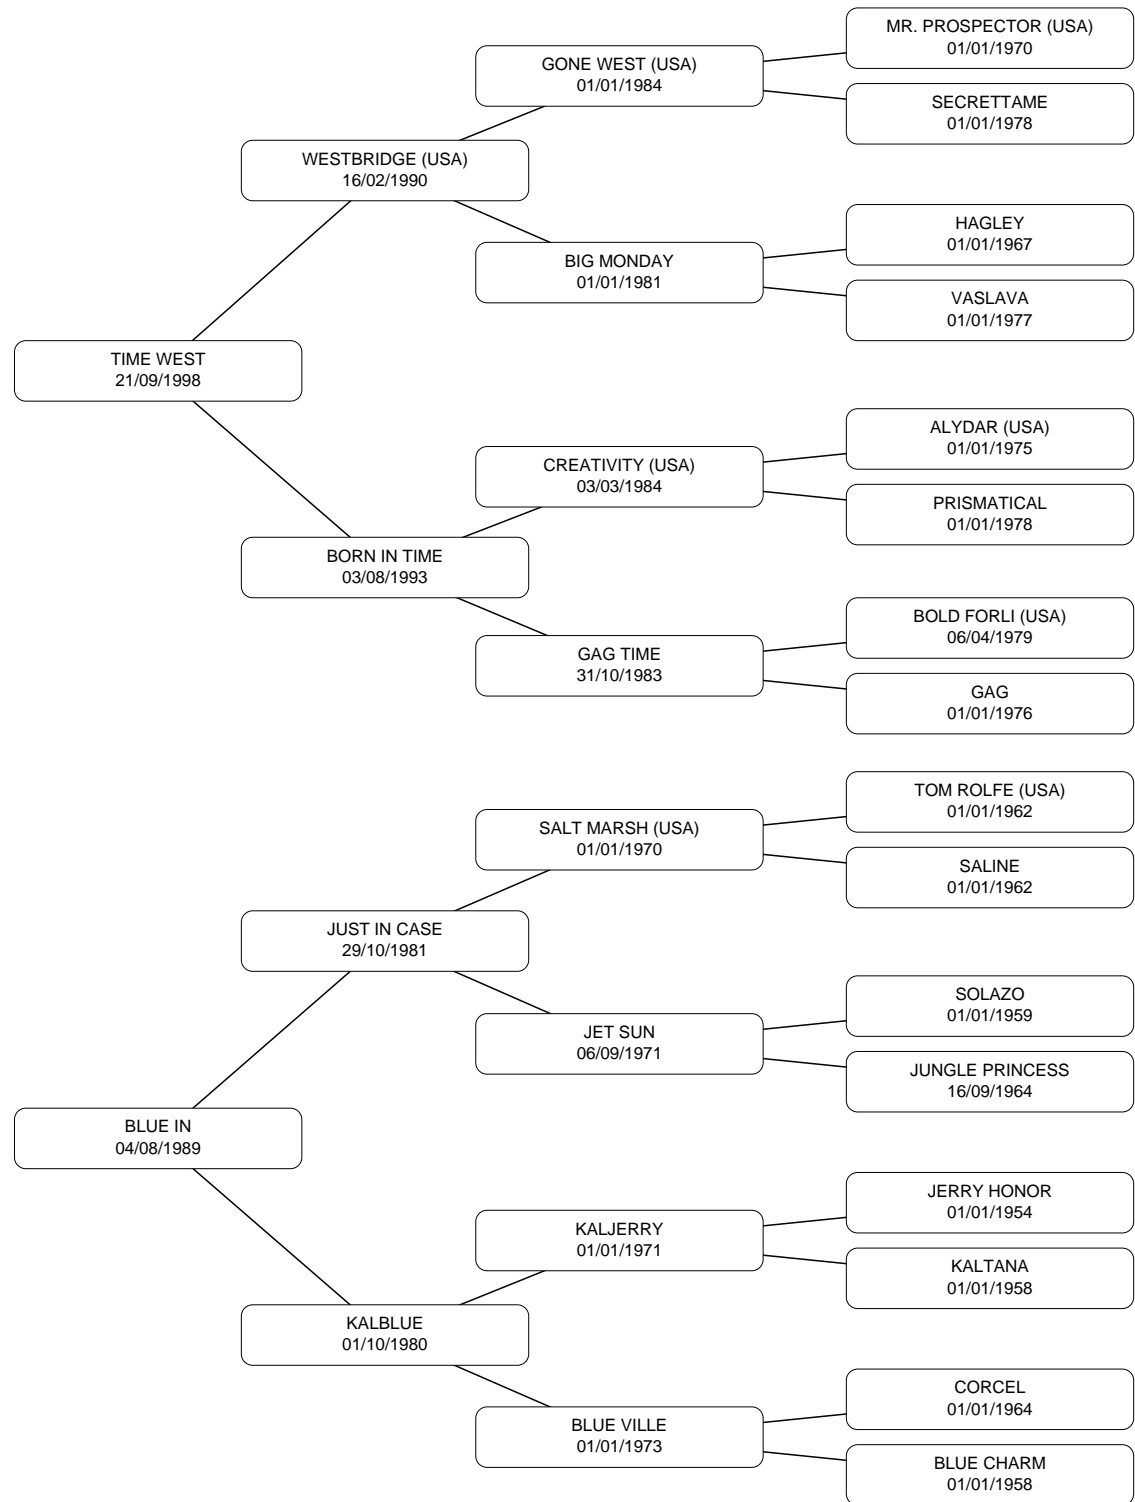 MR. PROSPECTOR (USA)
01/01/1970
GONE WEST (USA)
01/01/1984
SECRETTAME
01/01/1978
WESTBRIDGE (USA)
16/02/1990
HAGLEY
01/01/1967
BIG MONDAY
01/01/1981
VASLAVA
01/01/1977
TIME WEST
21/09/1998
ALYDAR (USA)
01/01/1975
CREATIVITY (USA)
03/03/1984
PRISMATICAL
01/01/1978
BORN IN TIME
03/08/1993
BOLD FORLI (USA)
06/04/1979
GAG TIME
31/10/1983
GAG
01/01/1976
TOM ROLFE (USA)
01/01/1962
SALT MARSH (USA)
01/01/1970
SALINE
01/01/1962
JUST IN CASE
29/10/1981
SOLAZO
01/01/1959
JET SUN
06/09/1971
JUNGLE PRINCESS
16/09/1964
BLUE IN
04/08/1989
JERRY HONOR
01/01/1954
KALJERRY
01/01/1971
KALTANA
01/01/1958
KALBLUE
01/10/1980
CORCEL
01/01/1964
BLUE VILLE
01/01/1973
BLUE CHARM
01/01/1958